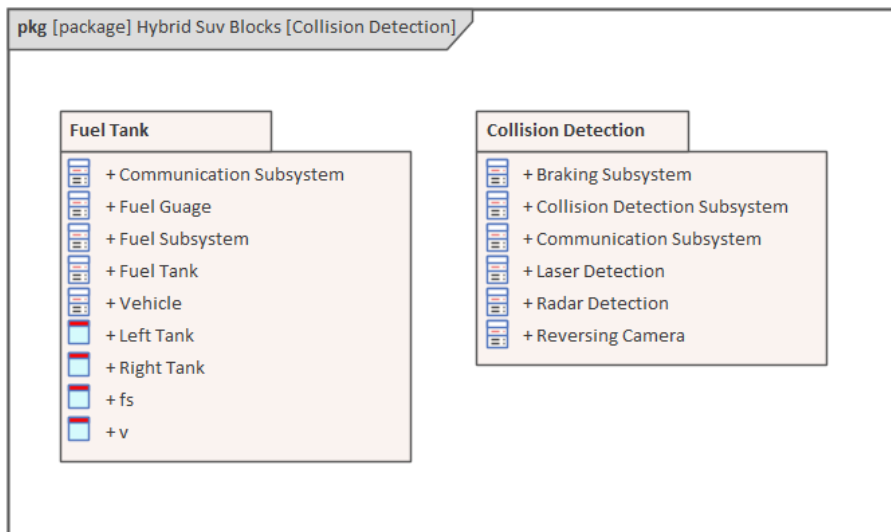 pkg [package] Hybrid Suv Blocks [Collision Detection]
Fuel Tank
+ Communication Subsystem
+ Fuel Guage
+ Fuel Subsystem
+ Fuel Tank
+ Vehicle
+ Left Tank
+ Right Tank
+ fs
+ v
Collision Detection
+ Braking Subsystem
+ Collision Detection Subsystem
+ Communication Subsystem
+ Laser Detection
+ Radar Detection
+ Reversing Camera